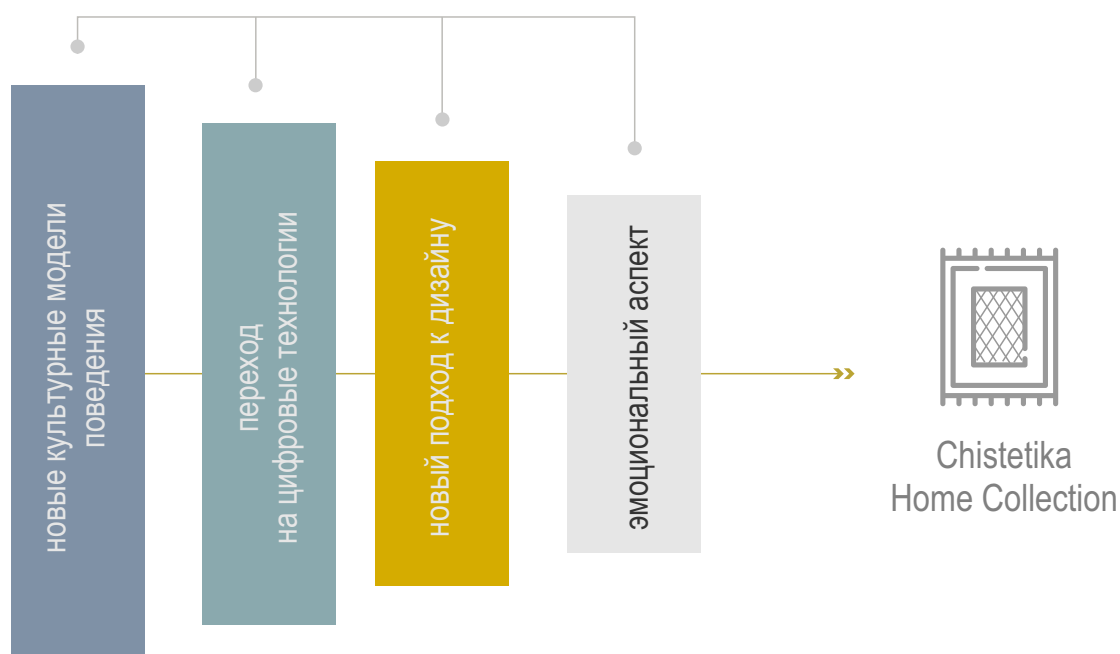 новые культурные модели
поведения
переход
на цифровые технологии
новый подход к дизайну
эмоциональный аспект
Chistetika
Home Collection